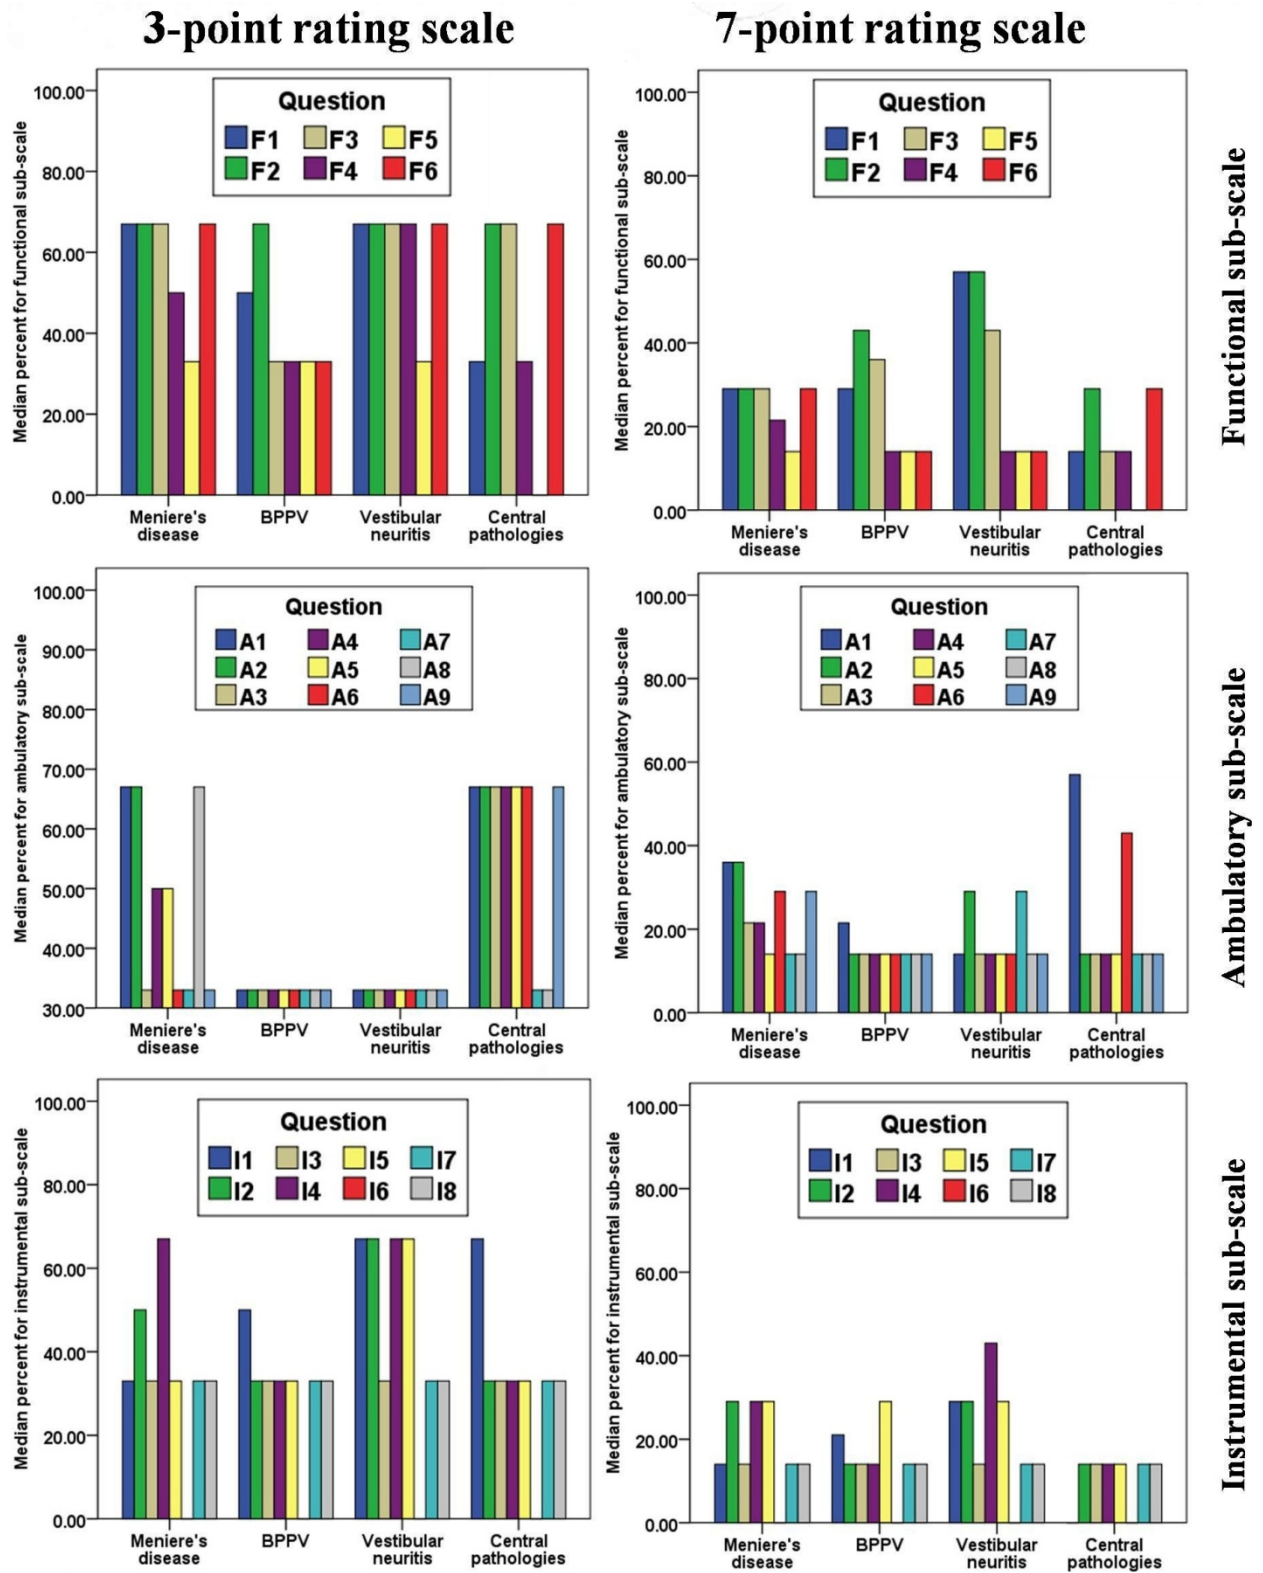 3-point rating scale
7-point rating scale
Median percent for functional sub-scale
100.00
80.00
60.00
40.00
20.00
0.00
Question
F1 F3 F5
F2 F4 F6
Meniere's disease
BPPV
Vestibular neuritis
Central pathologies
Median percent for functional sub-scale
100.00
80.00
60.00
40.00
20.00
0.00
Question
F1 F3 F5
F2 F4 F6
Meniere's disease
BPPV
Vestibular neuritis
Central pathologies
Functional sub-scale
Median percent for ambulatory sub-scale
100.00
90.00
80.00
70.00
60.00
50.00
40.00
30.00
Question
A1 A4 A7
A2 A5 A8
A3 A6 A9
Meniere's disease
BPPV
Vestibular neuritis
Central pathologies
Median percent for ambulatory sub-scale
100.00
80.00
60.00
40.00
20.00
0.00
Question
A1 A4 A7
A2 A5 A8
A3 A6 A9
Meniere's disease
BPPV
Vestibular neuritis
Central pathologies
Ambulatory sub-scale
Median percent for instrumental sub-scale
100.00
80.00
60.00
40.00
20.00
0.00
Question
I1 I3 I5 I7
I2 I4 I6 I8
Meniere's disease
BPPV
Vestibular neuritis
Central pathologies
Median percent for instrumental sub-scale
100.00
80.00
60.00
40.00
20.00
0.00
Question
I1 I3 I5 I7
I2 I4 I6 I8
Meniere's disease
BPPV
Vestibular neuritis
Central pathologies
Instrumental sub-scale